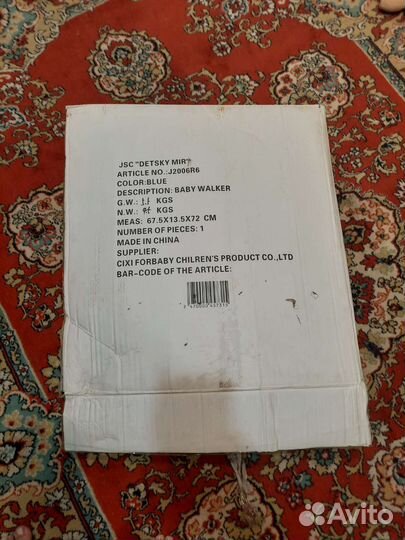 JSC "DETSKY MIR"
ARTICLE NO.:J2006R6
COLOR:BLUE
DESCRIPTION: BABY WALKER
G.W.: KGS
N.W.: KGS
MEAS: 67.5X13.5X72 CM
NUMBER OF PIECES: 1
MADE IN CHINA
SUPPLIER:
CIXI FORBABY CHILREN'S PRODUCT CO.,LTD
BAR-CODE OF THE ARTICLE:
Avito